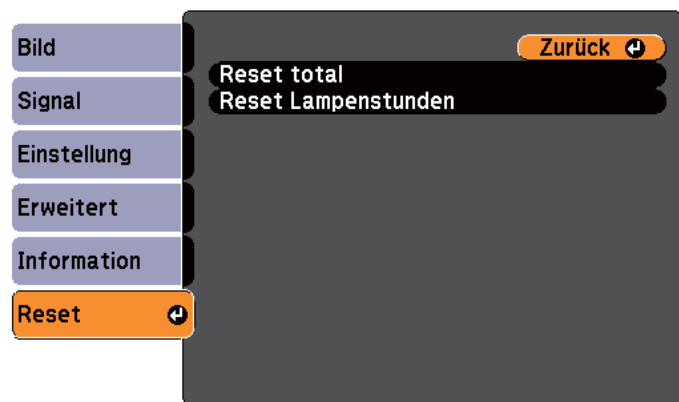 Bild
Signal
Einstellung
Erweitert
Information
Reset
Zurück
Reset total
Reset Lampenstunden